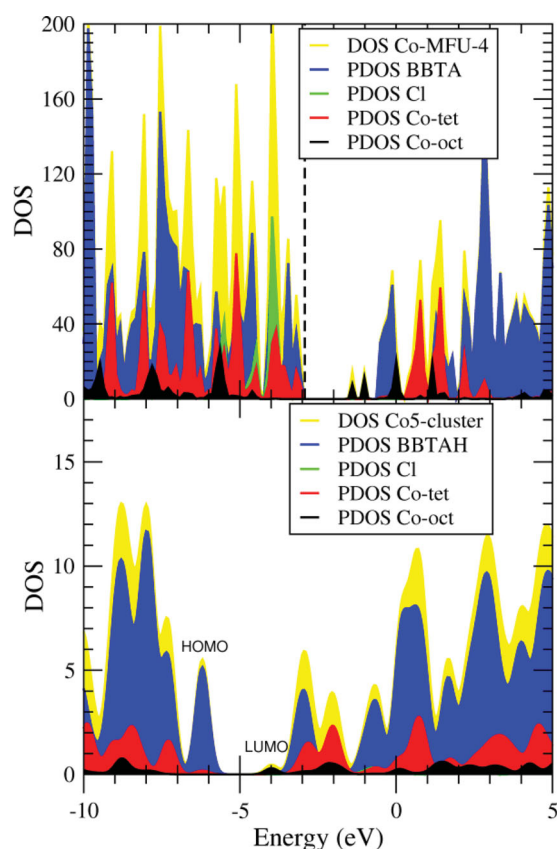 200
160
120
80
40
0
DOS
DOS Co-MFU-4
PDOS BBTA
PDOS Cl
PDOS Co-tet
PDOS Co-oct
15
10
5
0
DOS
DOS Co5-cluster
PDOS BBTAH
PDOS Cl
PDOS Co-tet
PDOS Co-oct
HOMO
LUMO
-10
-5
0
5
Energy (eV)